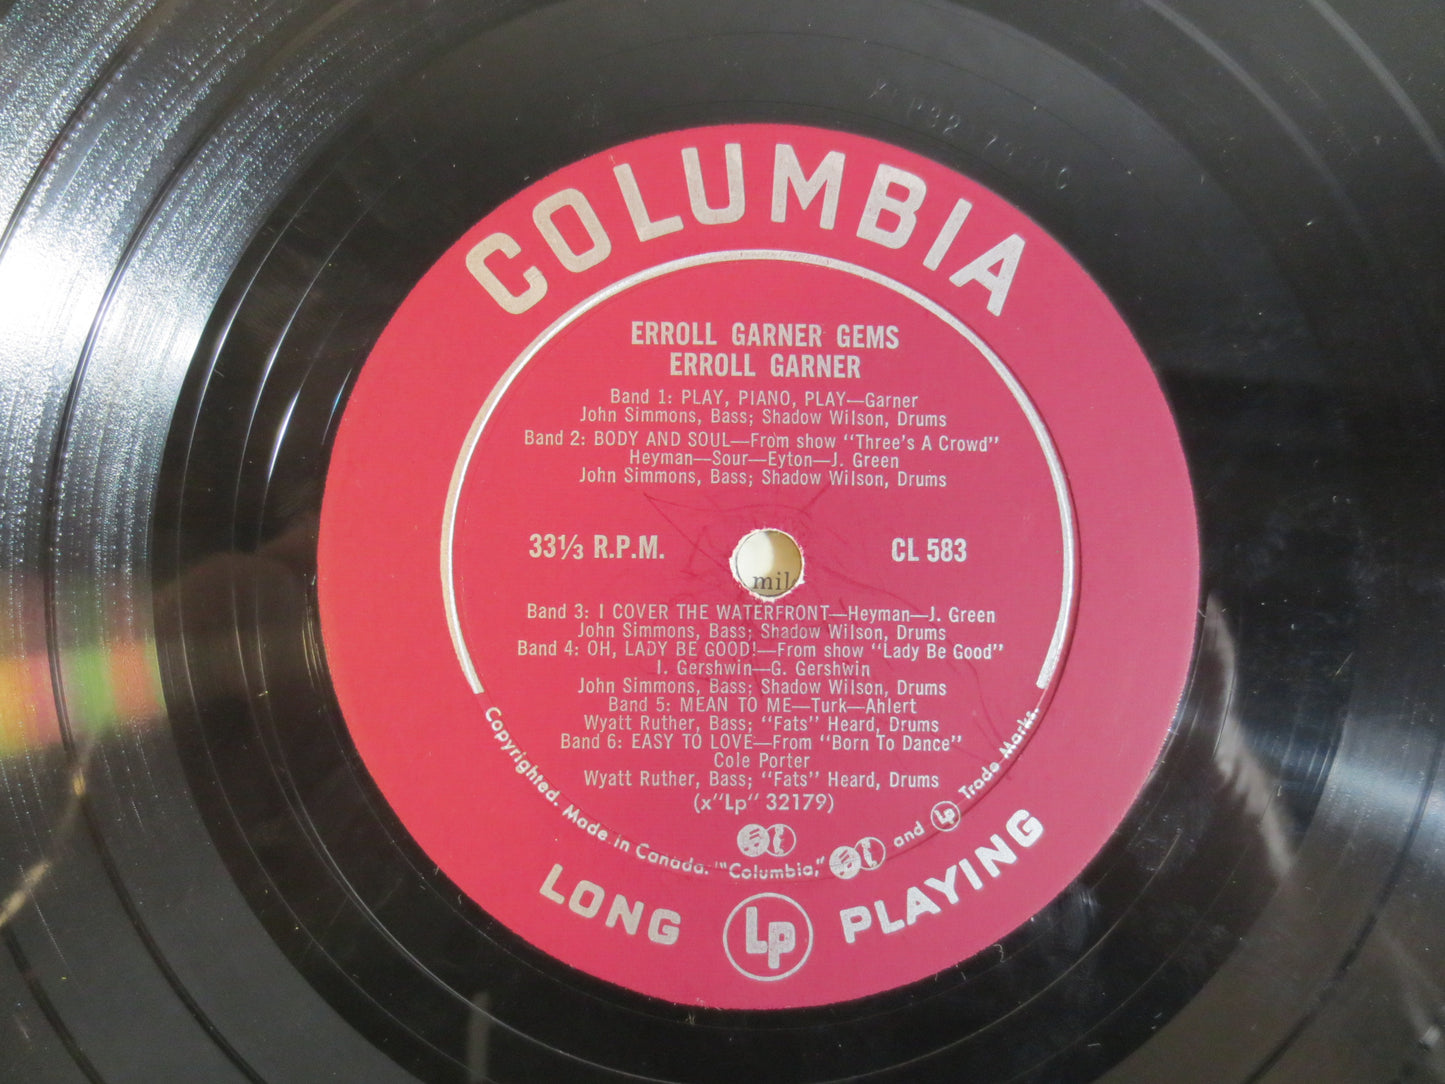 COLUMBIA
ERROLL GARNER GEMS
ERROLL GARNER
Band 1: PLAY, PIANO, PLAY—Garner
John Simmons, Bass; Shadow Wilson, Drums
Band 2: BODY AND SOUL—From show "Three's A Crowd"
Heyman—Sour—Eyton—J. Green
John Simmons, Bass; Shadow Wilson, Drums
33⅓ R.P.M.
CL 583
Band 3: I COVER THE WATERFRONT—Heyman—J. Green
John Simmons, Bass; Shadow Wilson, Drums
Band 4: OH, LADY BE GOOD!—From show "Lady Be Good"
I. Gershwin—G. Gershwin
John Simmons, Bass; Shadow Wilson, Drums
Band 5: MEAN TO ME—Turk—Ahlert
Wyatt Ruther, Bass; "Fats" Heard, Drums
Band 6: EASY TO LOVE—From "Born To Dance"
Cole Porter
Wyatt Ruther, Bass; "Fats" Heard, Drums
(x"Lp" 32179)
Copyrighted. Made in Canada. "Columbia," and Lp Trade Marks.
LONG Lp PLAYING